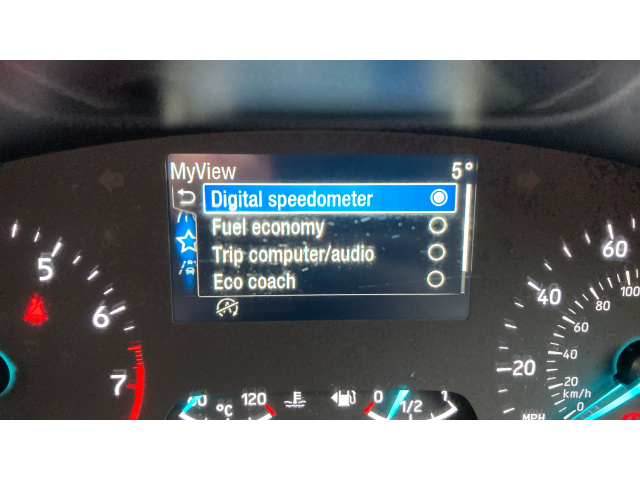 MyView 5°
Digital speedometer
Fuel economy
Trip computer/audio
Eco coach
5
6
7
60
40
20
MPH
100
80
60
40
20
km/h
0
°C 120
0 1/2 1